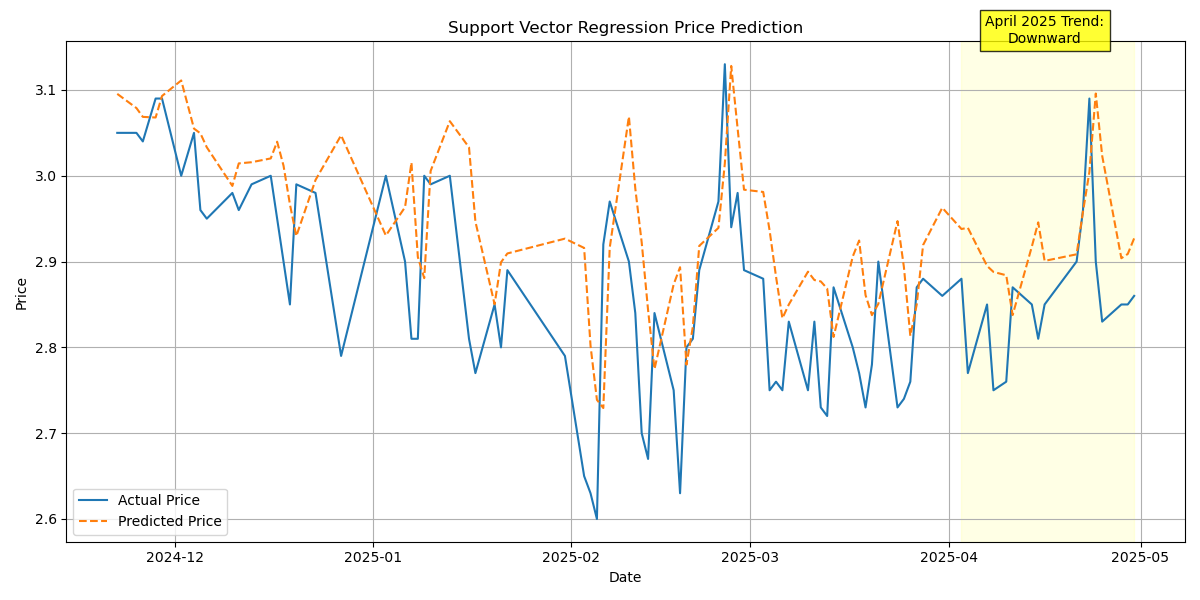 April 2025 Trend:
Downward
Support Vector Regression Price Prediction
Price
3.1
3.0
2.9
2.8
2.7
2.6
Actual Price
Predicted Price
2024-12
2025-01
2025-02
2025-03
2025-04
2025-05
Date